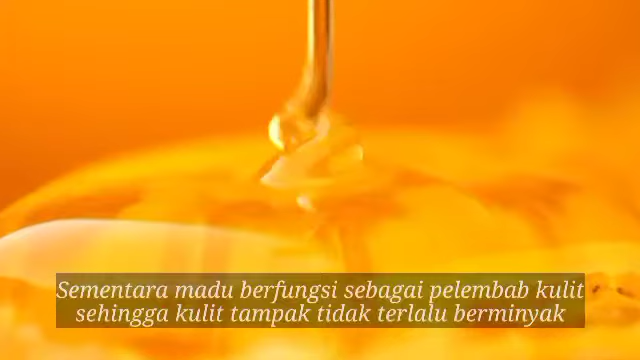 Sementara madu berfungsi sebagai pelembab kulit
sehingga kulit tampak tidak terlalu berminyak